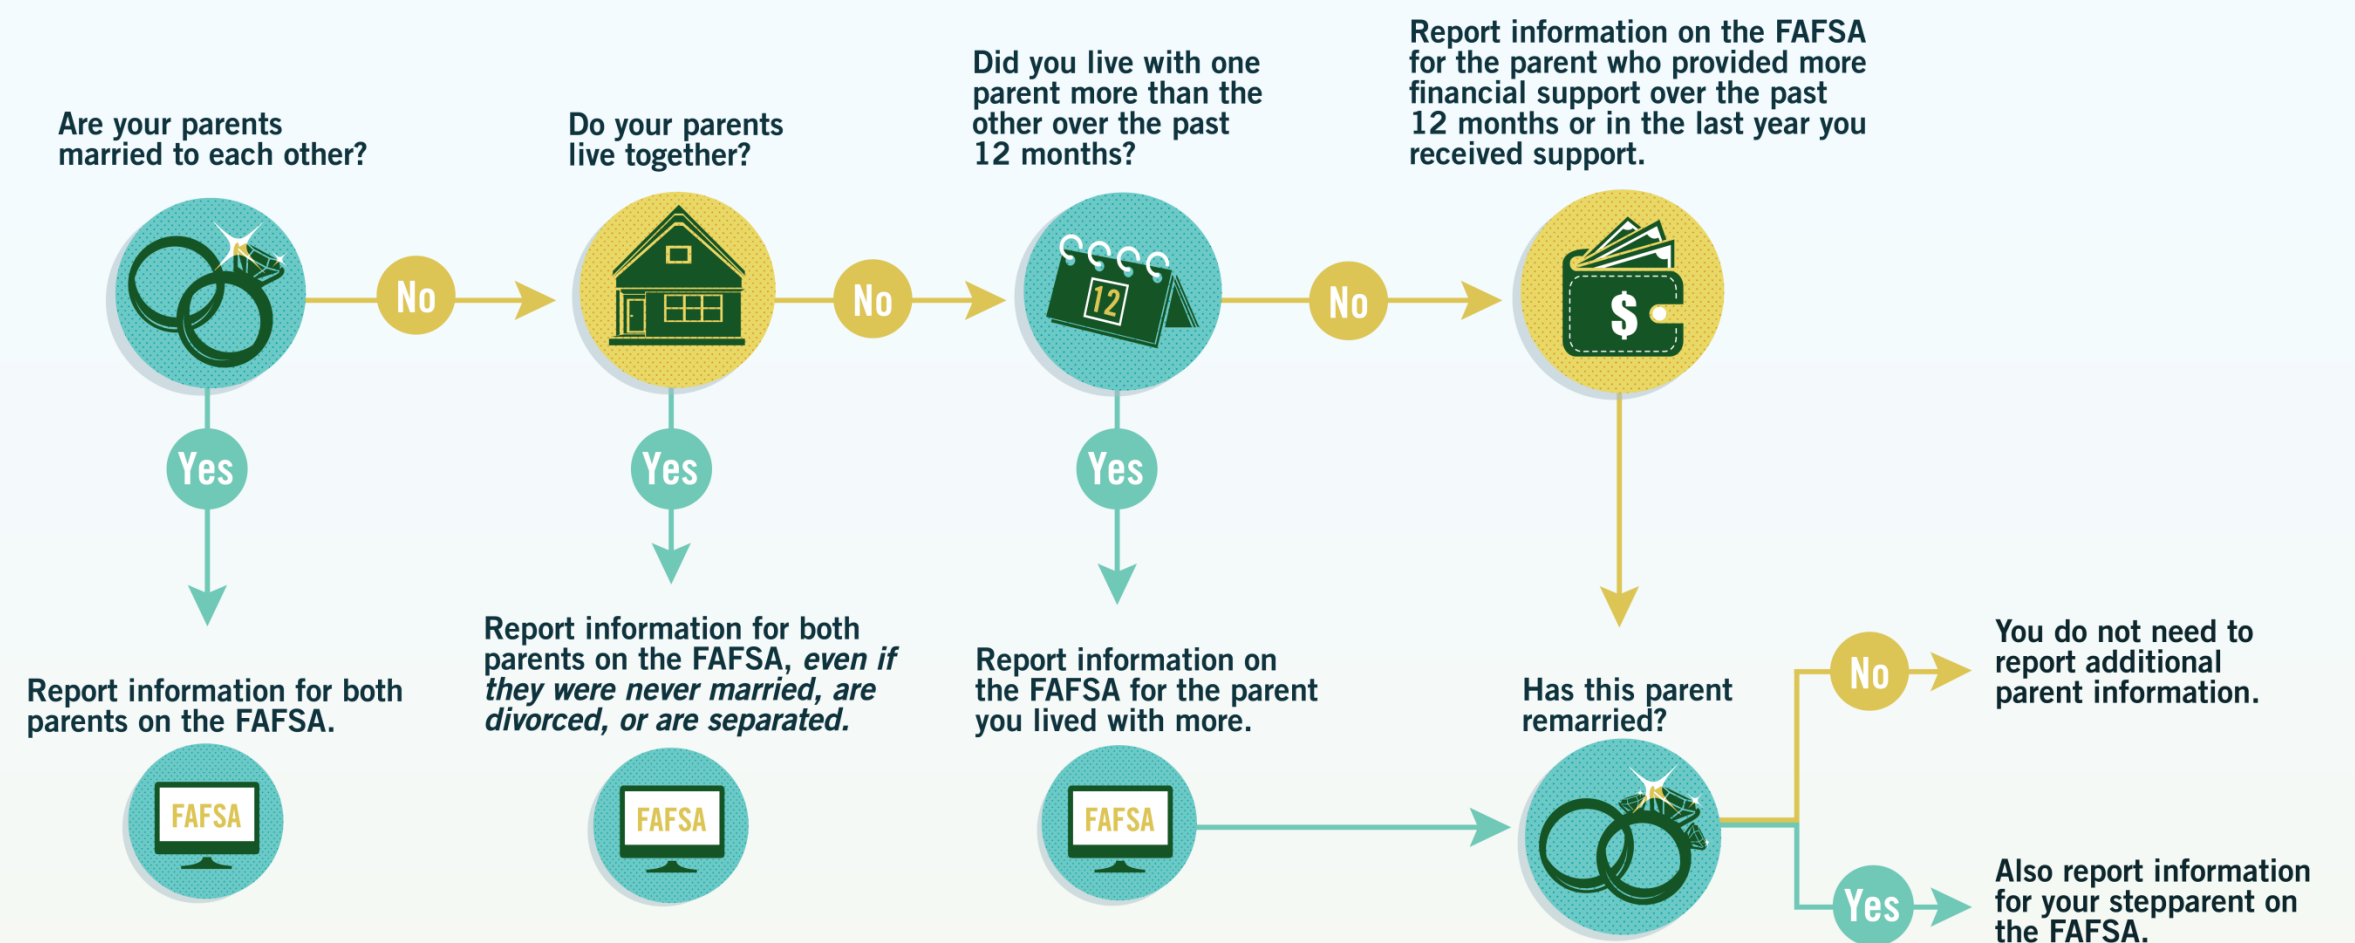 Are your parents
married to each other?
No
Yes
Report information for both
parents on the FAFSA.
FAFSA
Do your parents
live together?
No
Yes
Report information for both
parents on the FAFSA, even if
they were never married, are
divorced, or are separated.
FAFSA
Did you live with one
parent more than the
other over the past
12 months?
12
No
Yes
Report information on
the FAFSA for the parent
you lived with more.
FAFSA
Report information on the FAFSA
for the parent who provided more
financial support over the past
12 months or in the last year you
received support.
$
Has this parent
remarried?
No
You do not need to
report additional
parent information.
Yes
Also report information
for your stepparent on
the FAFSA.